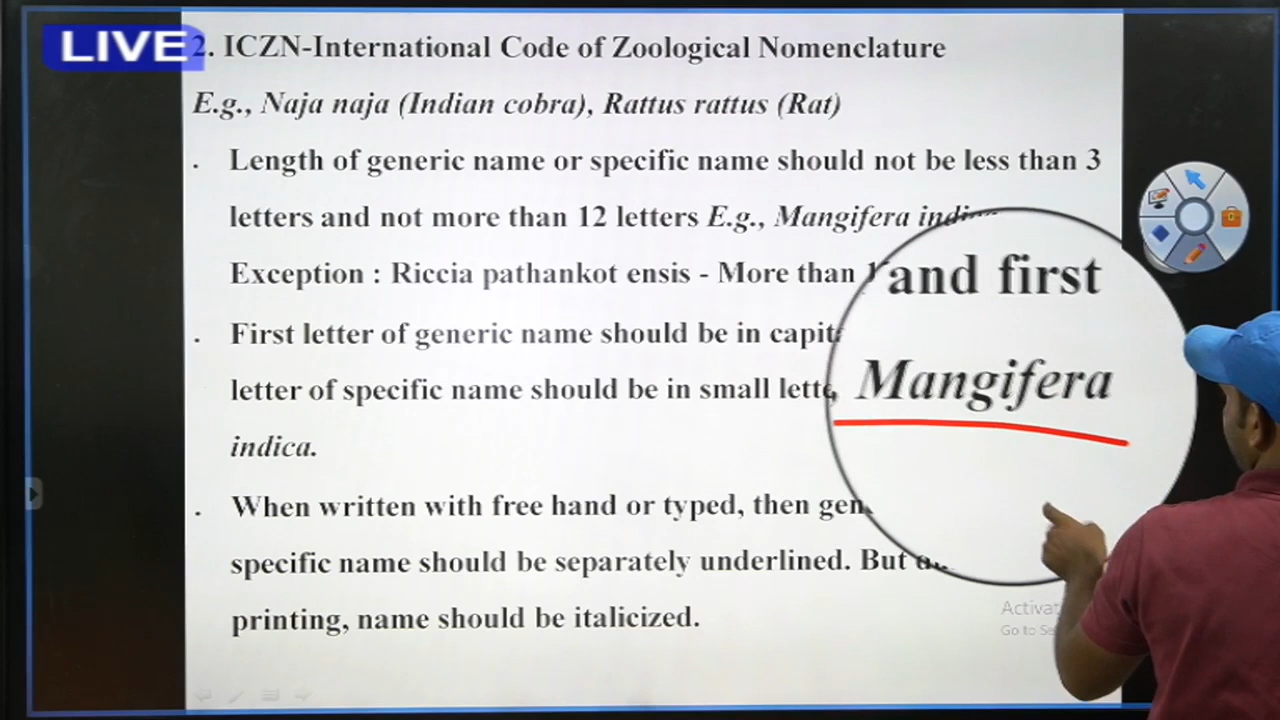 LIVE
2. ICZN-International Code of Zoological Nomenclature
E.g., Naja naja (Indian cobra), Rattus rattus (Rat)
. Length of generic name or specific name should not be less than 3
letters and not more than 12 letters E.g., Mangifera
Exception : Riccia pathankot ensis - More than
and first
. First letter of generic name should be in
letter of specific name should be in small
Mangifera
indica.
. When written with free hand or typed, then
specific name should be separately underlined. But
printing, name should be italicized.
Go to